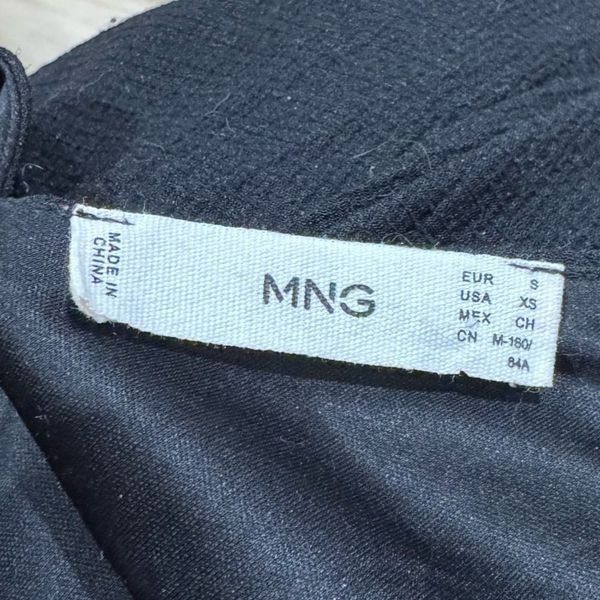 MADE IN
CHINA
MNG
EUR S
USA XS
MEX CH
CN M-160/
84A